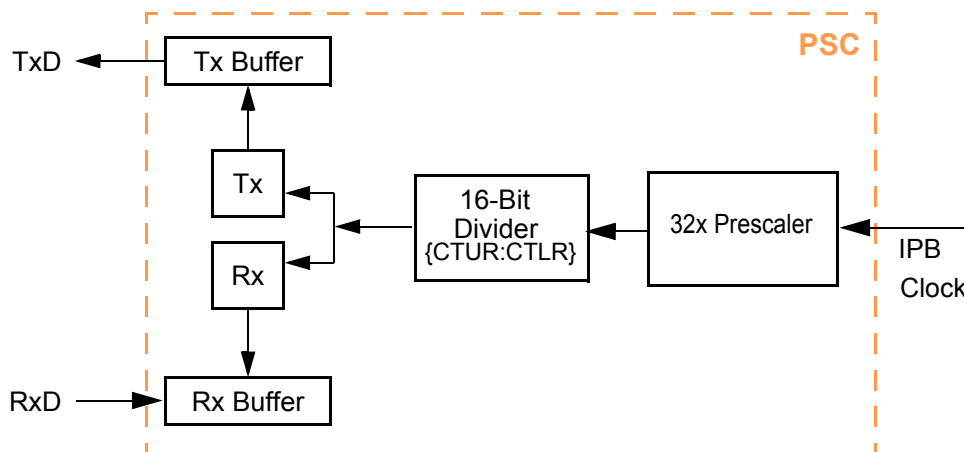 PSC
TxD
Tx Buffer
Tx
16-Bit
Divider
{CTUR:CTLR}
32x Prescaler
IPB
Clock
Rx
RxD
Rx Buffer